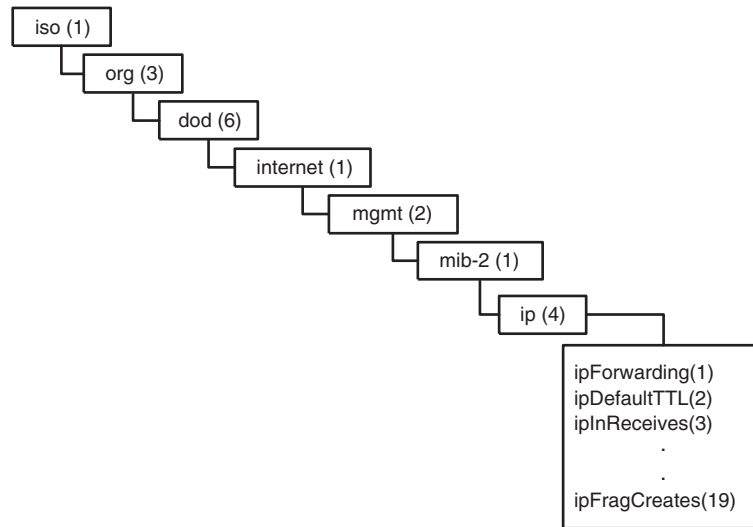 iso (1)
org (3)
dod (6)
internet (1)
mgmt (2)
mib-2 (1)
ip (4)
ipForwarding(1)
ipDefaultTTL(2)
ipInReceives(3)
.
.
ipFragCreates(19)